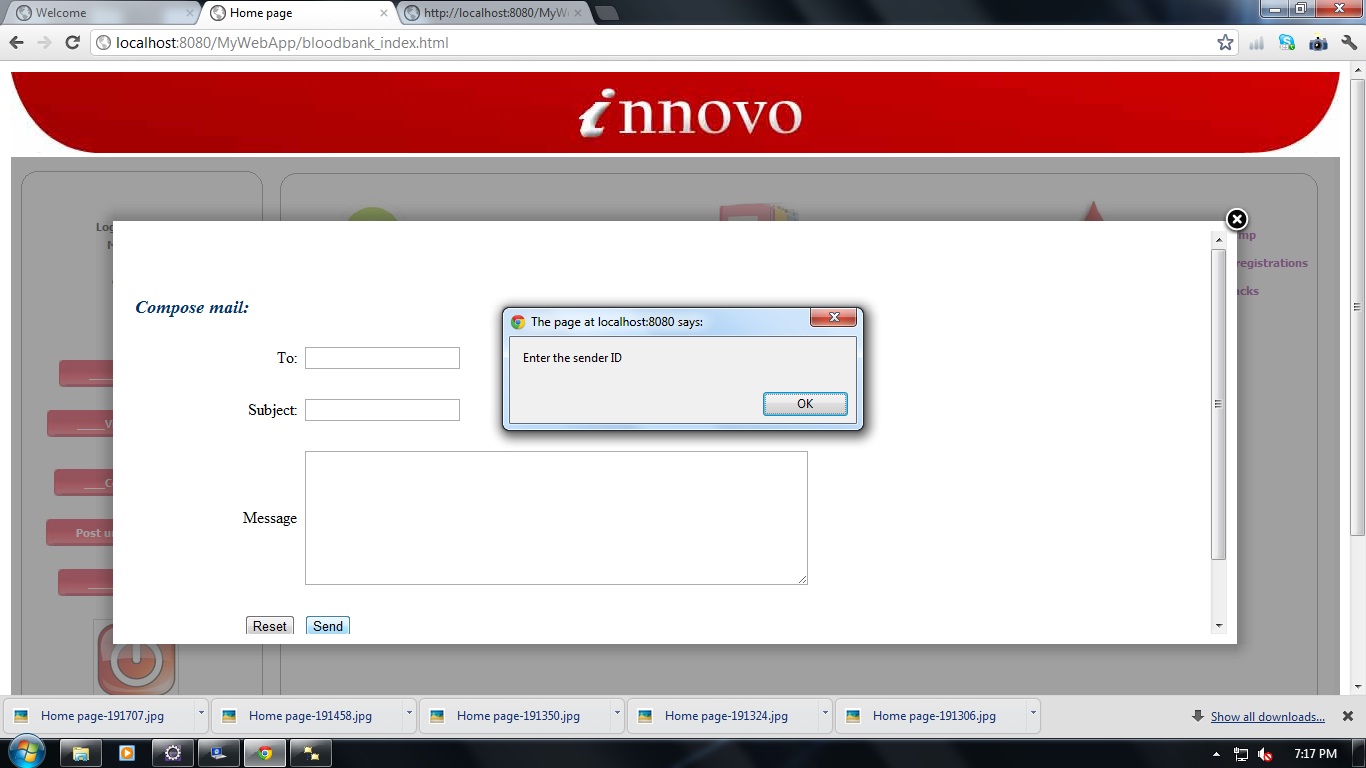 Welcome
Home page
http://localhost:8080/MyW
localhost:8080/MyWebApp/bloodbank_index.html
innovo
mp
registrations
Compose mail:
The page at localhost:8080 says:
Enter the sender ID
OK
To:
Subject:
Message
Post
Reset
Send
Home page-191707.jpg
Home page-191458.jpg
Home page-191350.jpg
Home page-191324.jpg
Home page-191306.jpg
Show all downloads...
7:17 PM